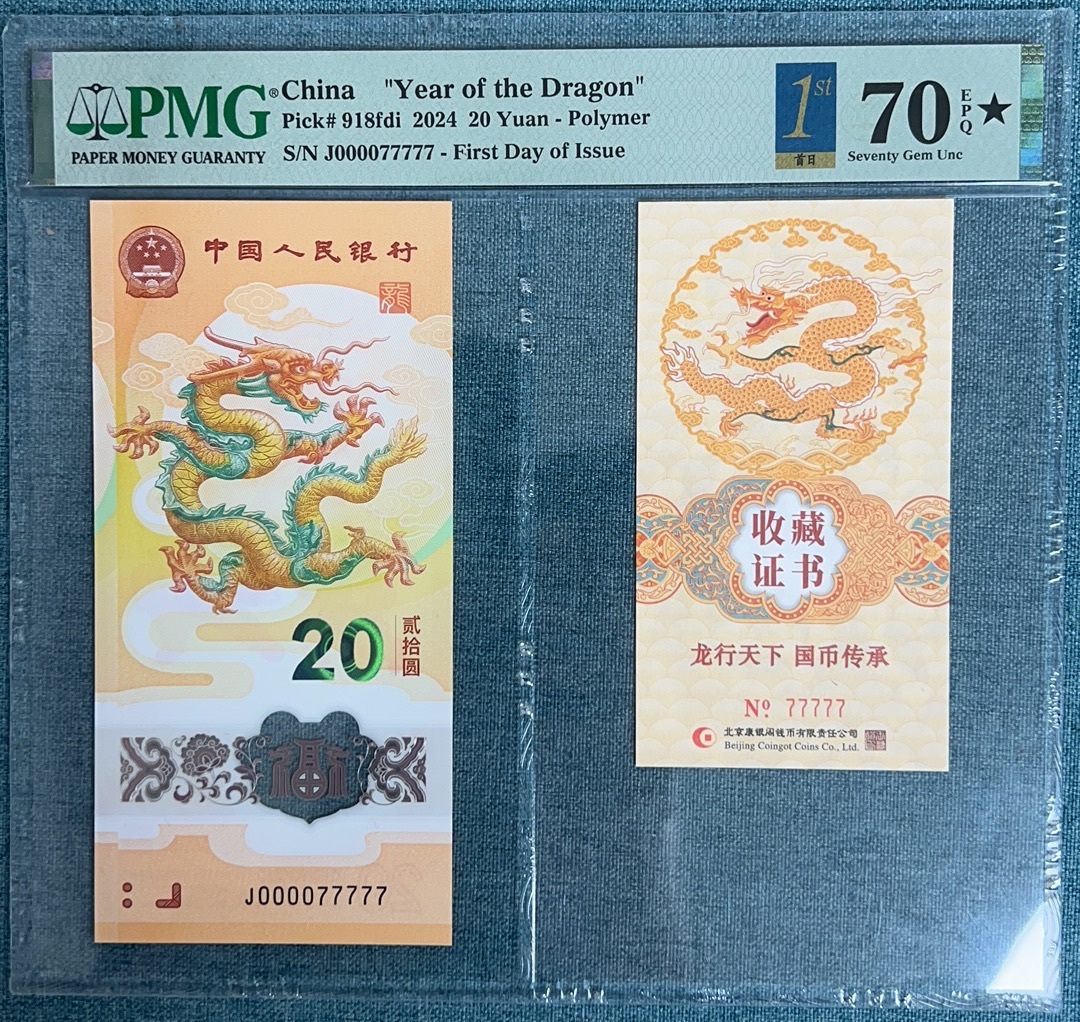 PMG®
PAPER MONEY GUARANTY
China "Year of the Dragon"
Pick# 918fdi 2024 20 Yuan - Polymer
S/N J000077777 - First Day of Issue
1st
首日
70
EPQ
★
Seventy Gem Unc
中国人民银行
龍
20
贰拾圆
福
J000077777
收藏
证书
龙行天下 国币传承
Nº. 77777
北京康银阁钱币有限责任公司
Beijing Coingot Coins Co., Ltd.